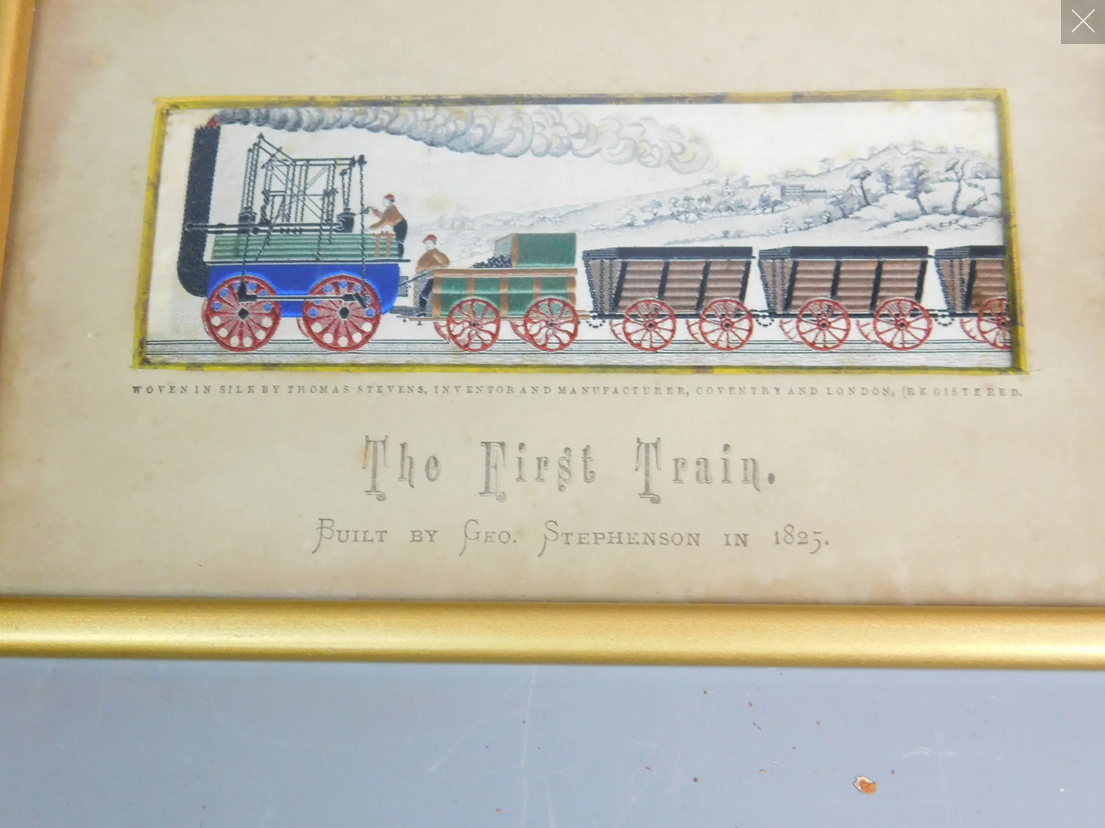 WOVEN IN SILK BY THOMAS STEVENS, INVENTOR AND MANUFACTURER, COVENTRY AND LONDON, (REGISTERED.
The First Train.
BUILT BY GEO. STEPHENSON IN 1825.